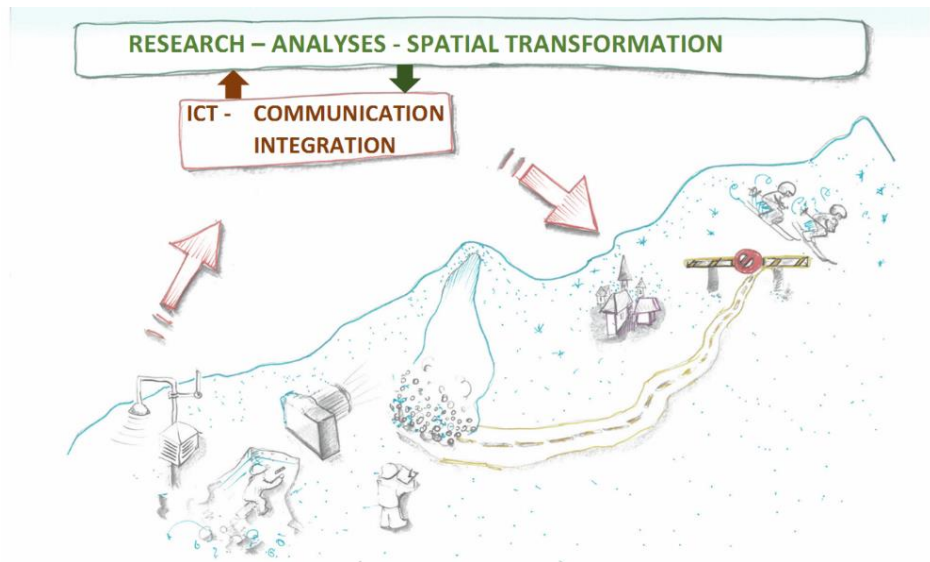 RESEARCH – ANALYSES - SPATIAL TRANSFORMATION
ICT - COMMUNICATION
INTEGRATION